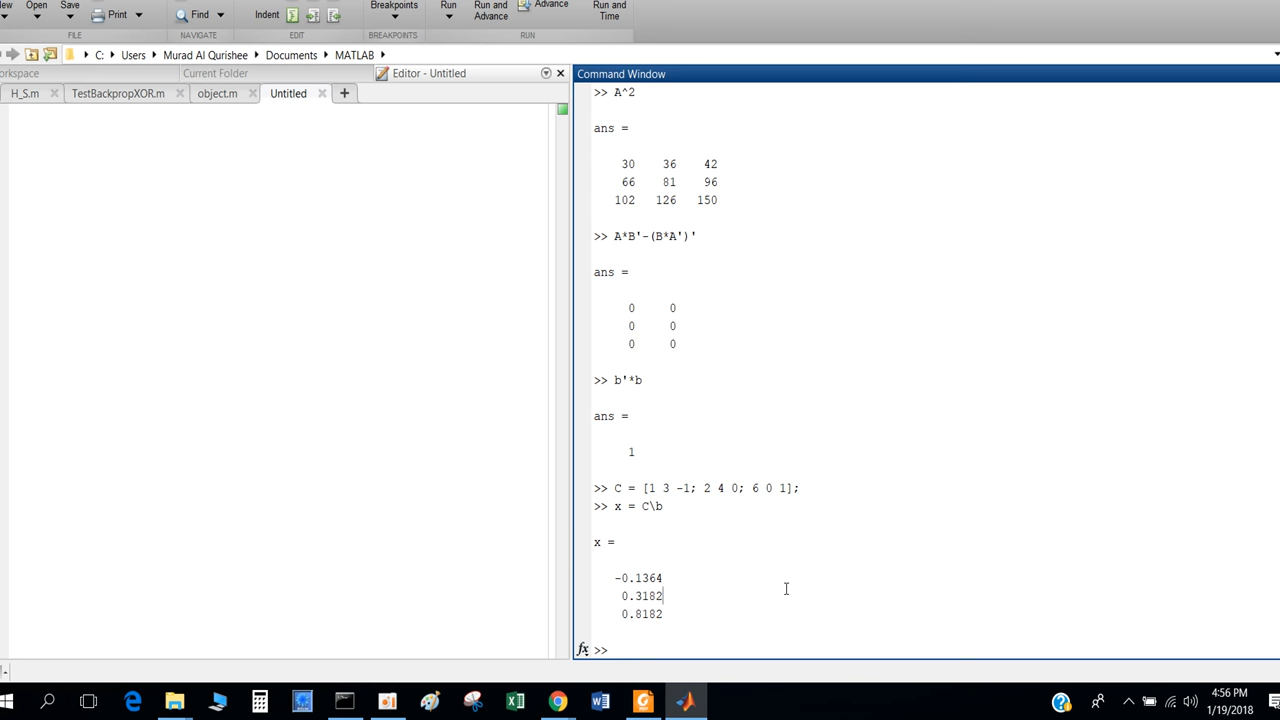 Open Save Print Find Indent Breakpoints Run Run and Advance Advance Run and Time
FILE NAVIGATE EDIT BREAKPOINTS RUN
C: Users Murad Al Qurishee Documents MATLAB
Current Folder Editor - Untitled Command Window
H_S.m TestBackpropXOR.m object.m Untitled
>> A^2
ans =
30 36 42
66 81 96
102 126 150
>> A*B'-(B*A')'
ans =
0 0
0 0
0 0
>> b'*b
ans =
1
>> C = [1 3 -1; 2 4 0; 6 0 1];
>> x = C\b
x =
-0.1364
0.3182
0.8182
fx >>
4:56 PM
1/19/2018